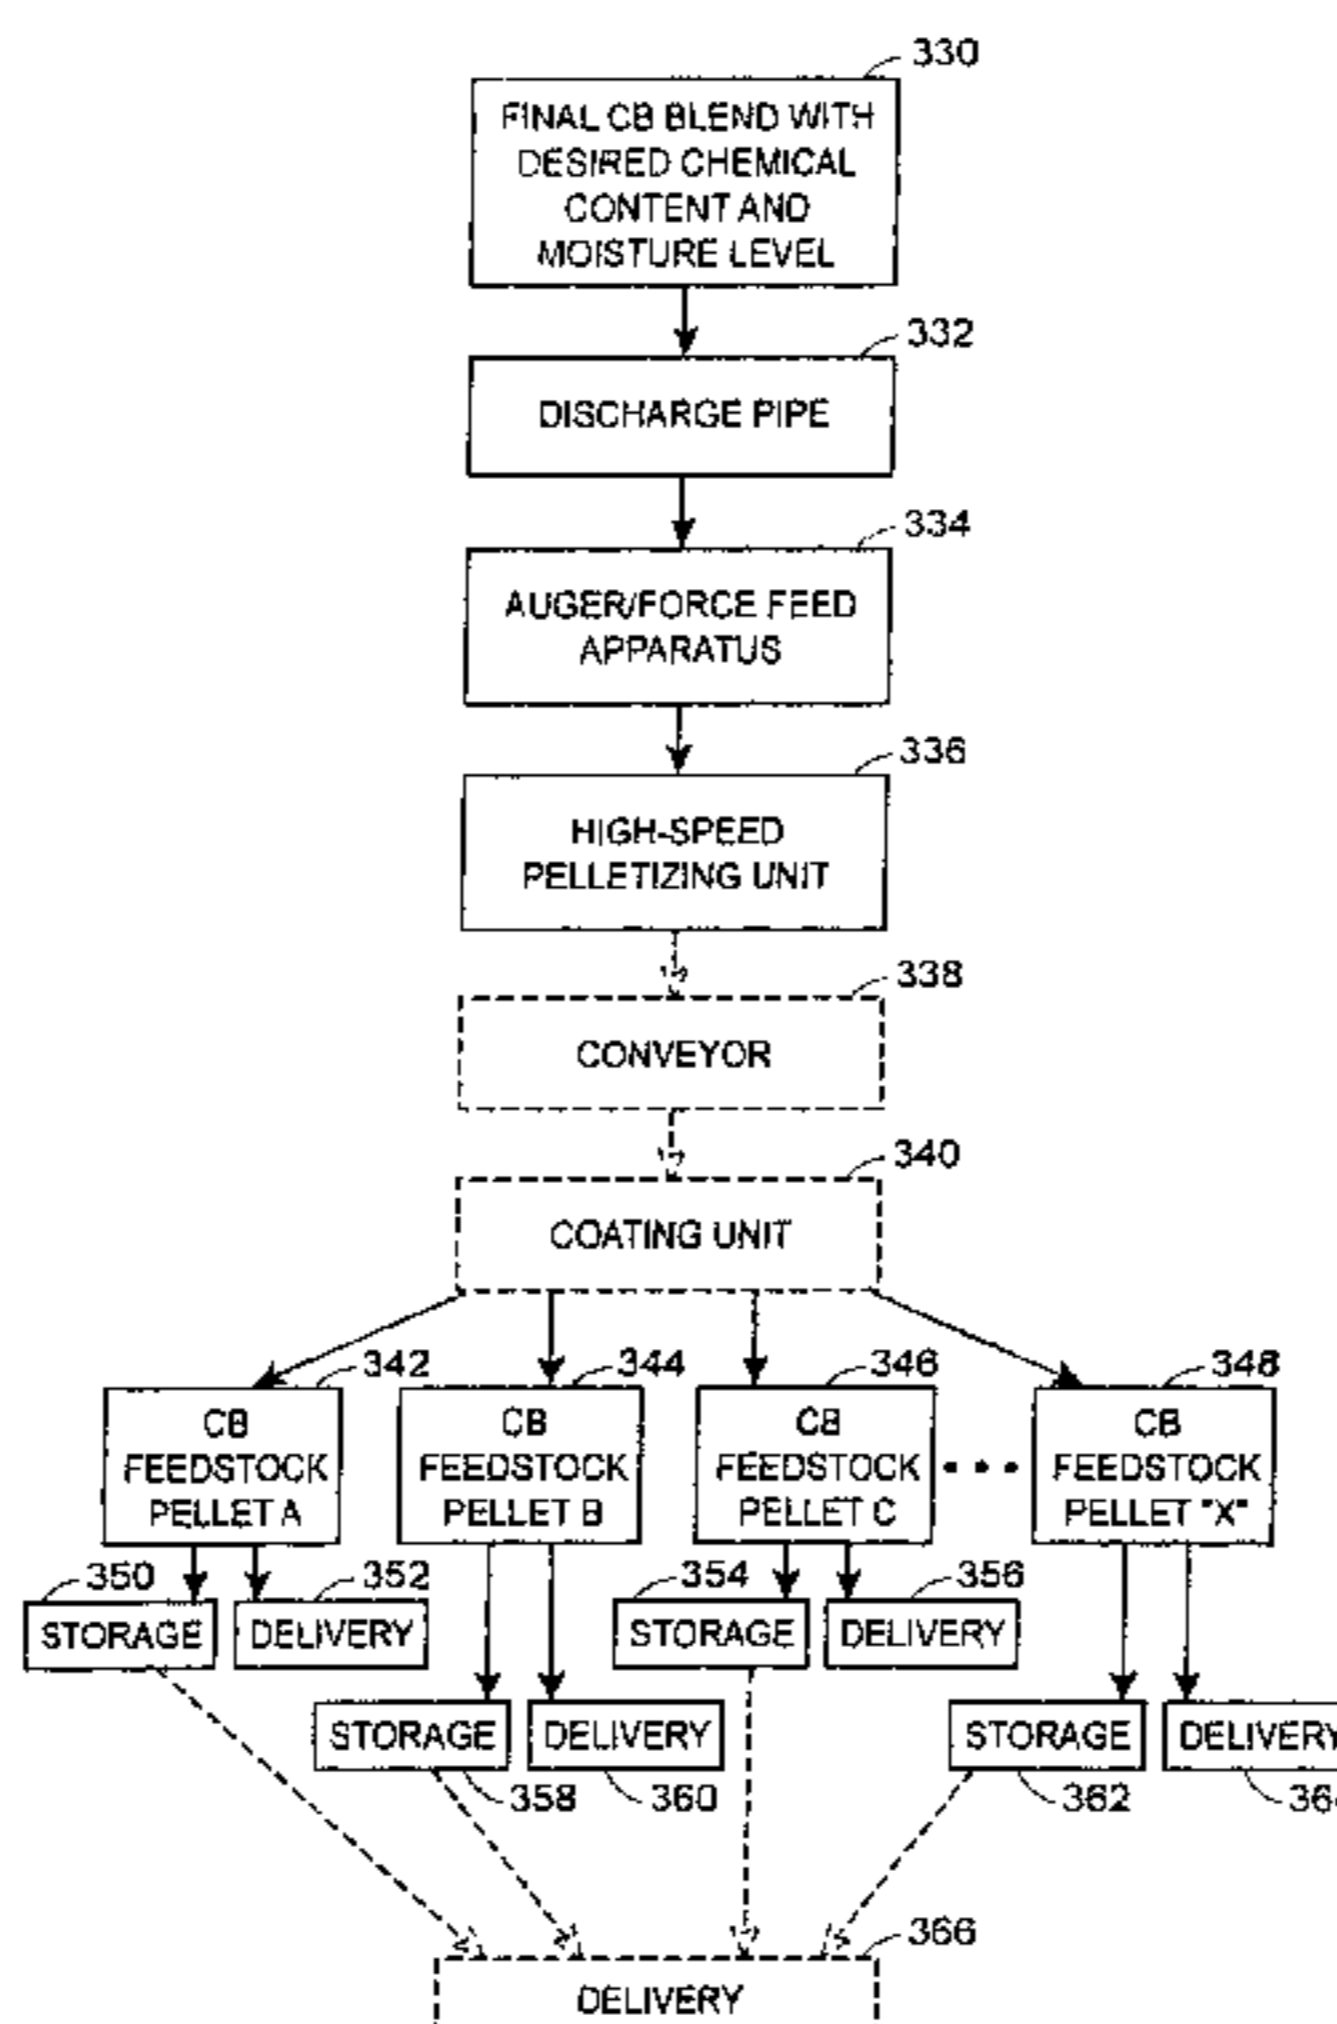 330
FINAL CB BLEND WITH
DESIRED CHEMICAL
CONTENT AND
MOISTURE LEVEL
332
DISCHARGE PIPE
334
AUGER/FORCE FEED
APPARATUS
336
HIGH-SPEED
PELLETIZING UNIT
338
CONVEYOR
340
COATING UNIT
342
CB
FEEDSTOCK
PELLET A
344
CB
FEEDSTOCK
PELLET B
346
CB
FEEDSTOCK
PELLET C
• • •
348
CB
FEEDSTOCK
PELLET "X"
350
STORAGE
352
DELIVERY
354
STORAGE
356
DELIVERY
STORAGE
358
DELIVERY
360
STORAGE
362
DELIVERY
366
DELIVERY